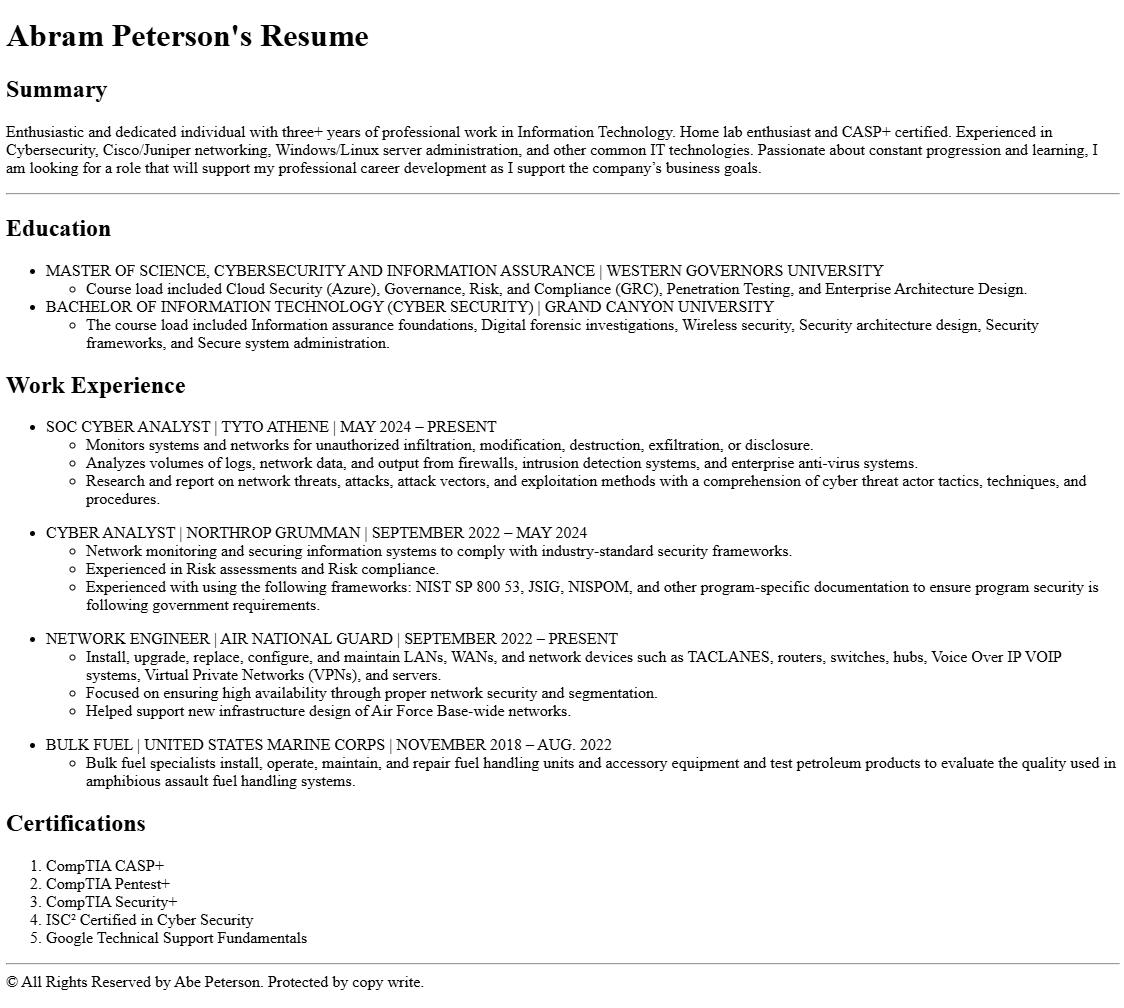 Abram Peterson's Resume
Summary
Enthusiastic and dedicated individual with three+ years of professional work in Information Technology. Home lab enthusiast and CASP+ certified. Experienced in
Cybersecurity, Cisco/Juniper networking, Windows/Linux server administration, and other common IT technologies. Passionate about constant progression and learning, I
am looking for a role that will support my professional career development as I support the company’s business goals.
Education
• MASTER OF SCIENCE, CYBERSECURITY AND INFORMATION ASSURANCE | WESTERN GOVERNORS UNIVERSITY
◦ Course load included Cloud Security (Azure), Governance, Risk, and Compliance (GRC), Penetration Testing, and Enterprise Architecture Design.
• BACHELOR OF INFORMATION TECHNOLOGY (CYBER SECURITY) | GRAND CANYON UNIVERSITY
◦ The course load included Information assurance foundations, Digital forensic investigations, Wireless security, Security architecture design, Security
frameworks, and Secure system administration.
Work Experience
• SOC CYBER ANALYST | TYTO ATHENE | MAY 2024 – PRESENT
◦ Monitors systems and networks for unauthorized infiltration, modification, destruction, exfiltration, or disclosure.
◦ Analyzes volumes of logs, network data, and output from firewalls, intrusion detection systems, and enterprise anti-virus systems.
◦ Research and report on network threats, attacks, attack vectors, and exploitation methods with a comprehension of cyber threat actor tactics, techniques, and
procedures.
• CYBER ANALYST | NORTHROP GRUMMAN | SEPTEMBER 2022 – MAY 2024
◦ Network monitoring and securing information systems to comply with industry-standard security frameworks.
◦ Experienced in Risk assessments and Risk compliance.
◦ Experienced with using the following frameworks: NIST SP 800 53, JSIG, NISPOM, and other program-specific documentation to ensure program security is
following government requirements.
• NETWORK ENGINEER | AIR NATIONAL GUARD | SEPTEMBER 2022 – PRESENT
◦ Install, upgrade, replace, configure, and maintain LANs, WANs, and network devices such as TACLANES, routers, switches, hubs, Voice Over IP VOIP
systems, Virtual Private Networks (VPNs), and servers.
◦ Focused on ensuring high availability through proper network security and segmentation.
◦ Helped support new infrastructure design of Air Force Base-wide networks.
• BULK FUEL | UNITED STATES MARINE CORPS | NOVEMBER 2018 – AUG. 2022
◦ Bulk fuel specialists install, operate, maintain, and repair fuel handling units and accessory equipment and test petroleum products to evaluate the quality used in
amphibious assault fuel handling systems.
Certifications
1. CompTIA CASP+
2. CompTIA Pentest+
3. CompTIA Security+
4. ISC² Certified in Cyber Security
5. Google Technical Support Fundamentals
© All Rights Reserved by Abe Peterson. Protected by copy write.